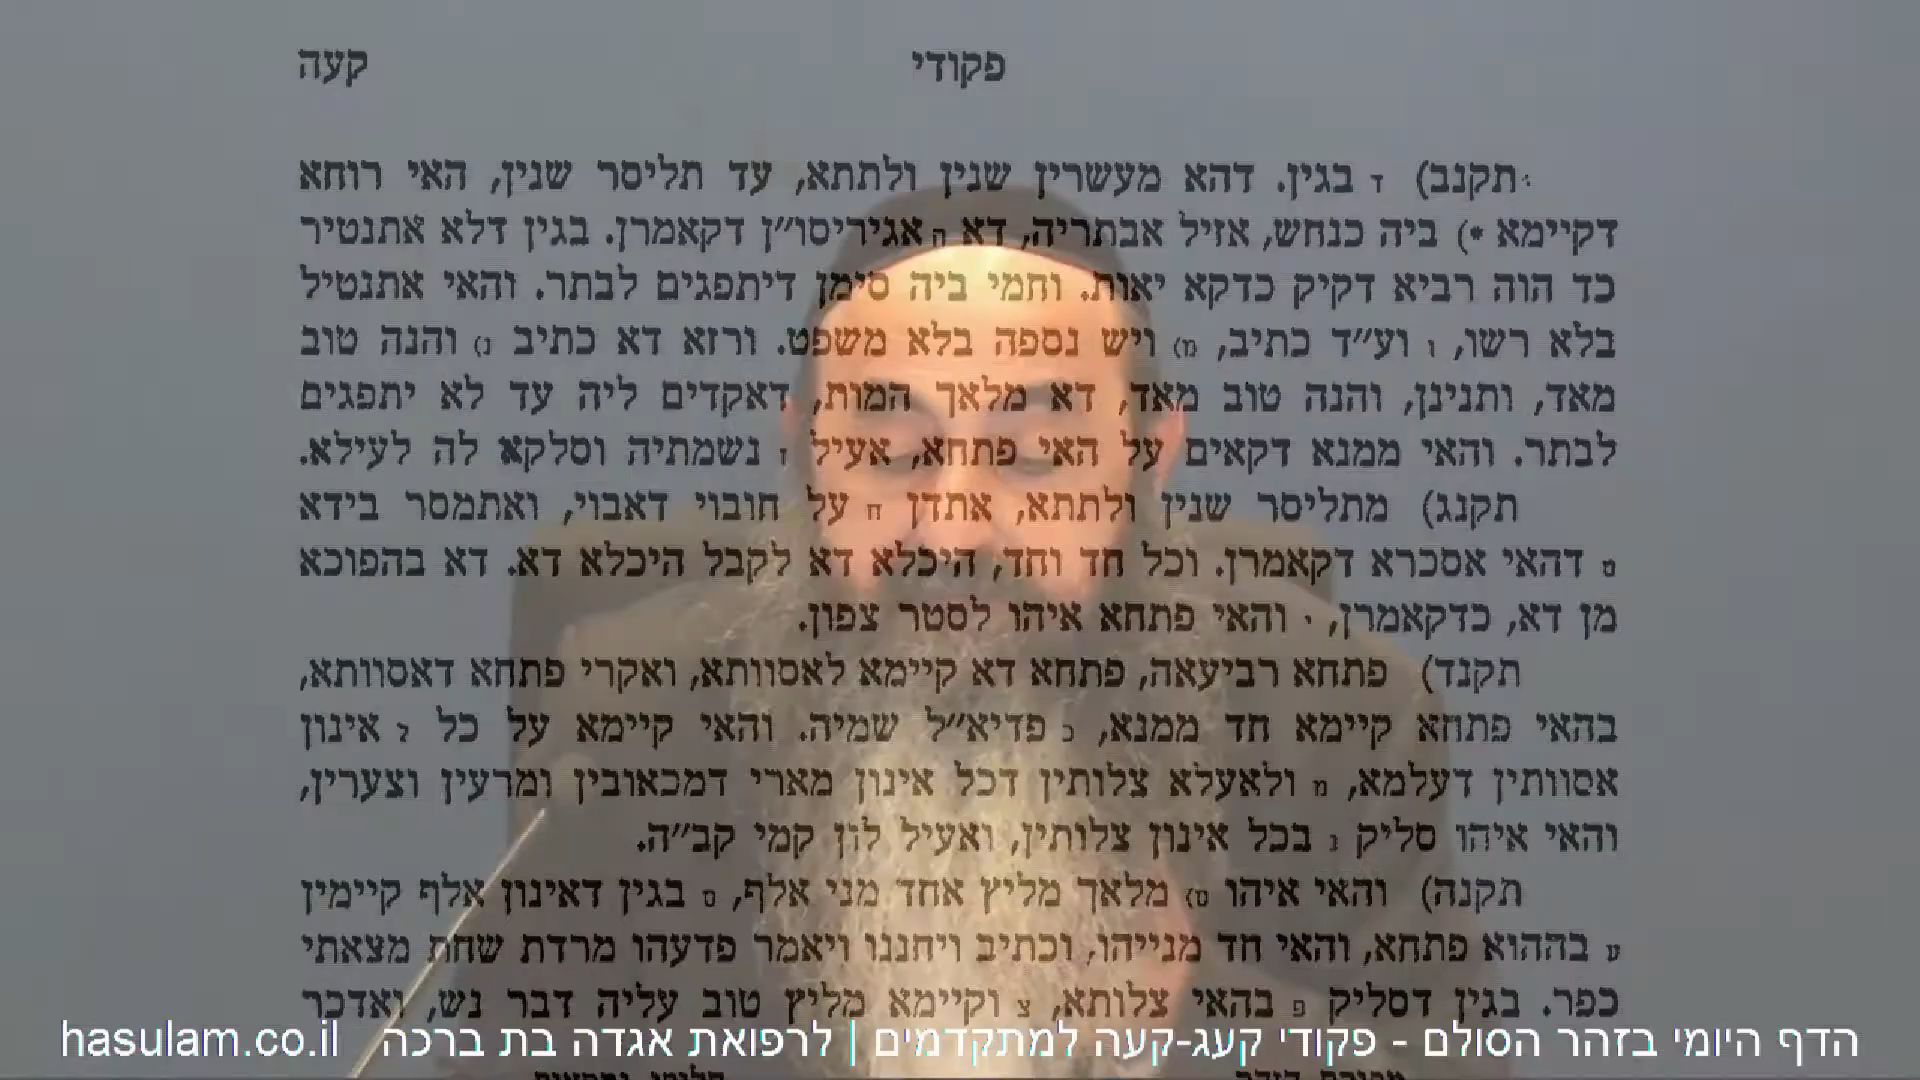 פקודי קעה
תקנב) ד בגין. דהא מעשרין שנין ולתתא, עד תליסר שנין, האי רוחא
דקיימא *) ביה כנחש, אזיל אבתריה, דא ה אגיריסו״ן דקאמרן. בגין דלא אתנטיר
כד הוה רביא דקיק כדקא יאות. וחמי ביה סימן דיתפגים לבתר. והאי אתנטיל
בלא רשו, ו וע״ד כתיב, מ) ויש נספה בלא משפט. ורזא דא כתיב נ) והנה טוב
מאד, ותנינן, והנה טוב מאד, דא מלאך המות, דאקדים ליה עד לא יתפגים
לבתר. והאי ממנא דקאים על האי פתחא, אעיל ז נשמתיה וסלקא לה לעילא.
תקנג) מתליסר שנין ולתתא, אתדן ח על חובוי דאבוי, ואתמסר בידא
ט דהאי אסכרא דקאמרן. וכל חד וחד, היכלא דא לקבל היכלא דא. דא בהפוכא
מן דא, כדקאמרן, י והאי פתחא איהו לסטר צפון.
תקנד) פתחא רביעאה, פתחא דא קיימא לאסוותא, ואקרי פתחא דאסוותא,
בהאי פתחא קיימא חד ממנא, כ פדיא״ל שמיה. והאי קיימא על כל ל אינון
אסוותין דעלמא, מ ולאעלא צלותין דכל אינון מארי דמכאובין ומרעין וצערין,
והאי איהו סליק נ בכל אינון צלותין, ואעיל לון קמי קב״ה.
תקנה) והאי איהו ס) מלאך מליץ אחד מני אלף, ס בגין דאינון אלף קיימין
ע בההוא פתחא, והאי חד מנייהו, וכתיב ויחננו ויאמר פדעהו מרדת שחת מצאתי
כפר. בגין דסליק פ בהאי צלותא, צ וקיימא מליץ טוב עליה דבר נש, ואדכר
הדף היומי בזהר הסולם - פקודי קעג-קעה למתקדמים | לרפואת אגדה בת ברכה hasulam.co.il